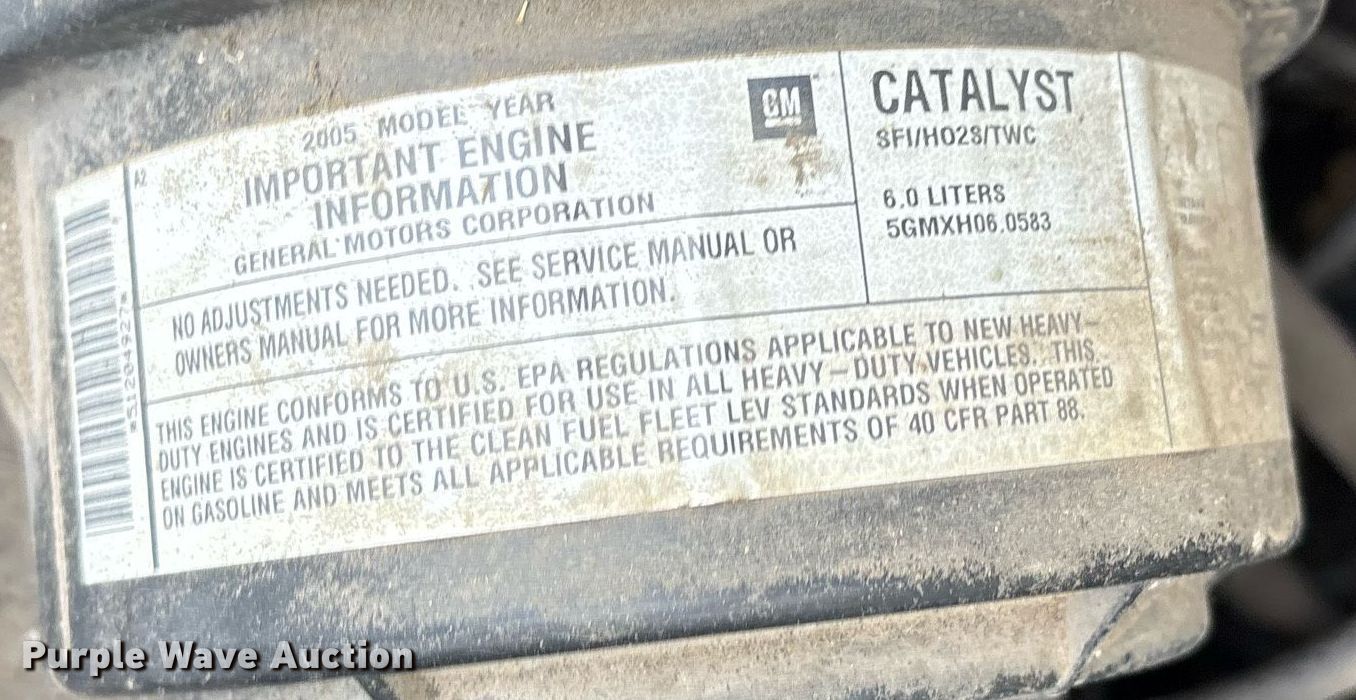 A2
*512049927*
2005 MODEL YEAR
IMPORTANT ENGINE
INFORMATION
GENERAL MOTORS CORPORATION
GM
CATALYST
SFI/HO2S/TWC
6.0 LITERS
5GMXH06.0583
NO ADJUSTMENTS NEEDED. SEE SERVICE MANUAL OR
OWNERS MANUAL FOR MORE INFORMATION.
THIS ENGINE CONFORMS TO U.S. EPA REGULATIONS APPLICABLE TO NEW HEAVY-
DUTY ENGINES AND IS CERTIFIED FOR USE IN ALL HEAVY-DUTY VEHICLES. THIS
ENGINE IS CERTIFIED TO THE CLEAN FUEL FLEET LEV STANDARDS WHEN OPERATED
ON GASOLINE AND MEETS ALL APPLICABLE REQUIREMENTS OF 40 CFR PART 88.
Purple Wave Auction